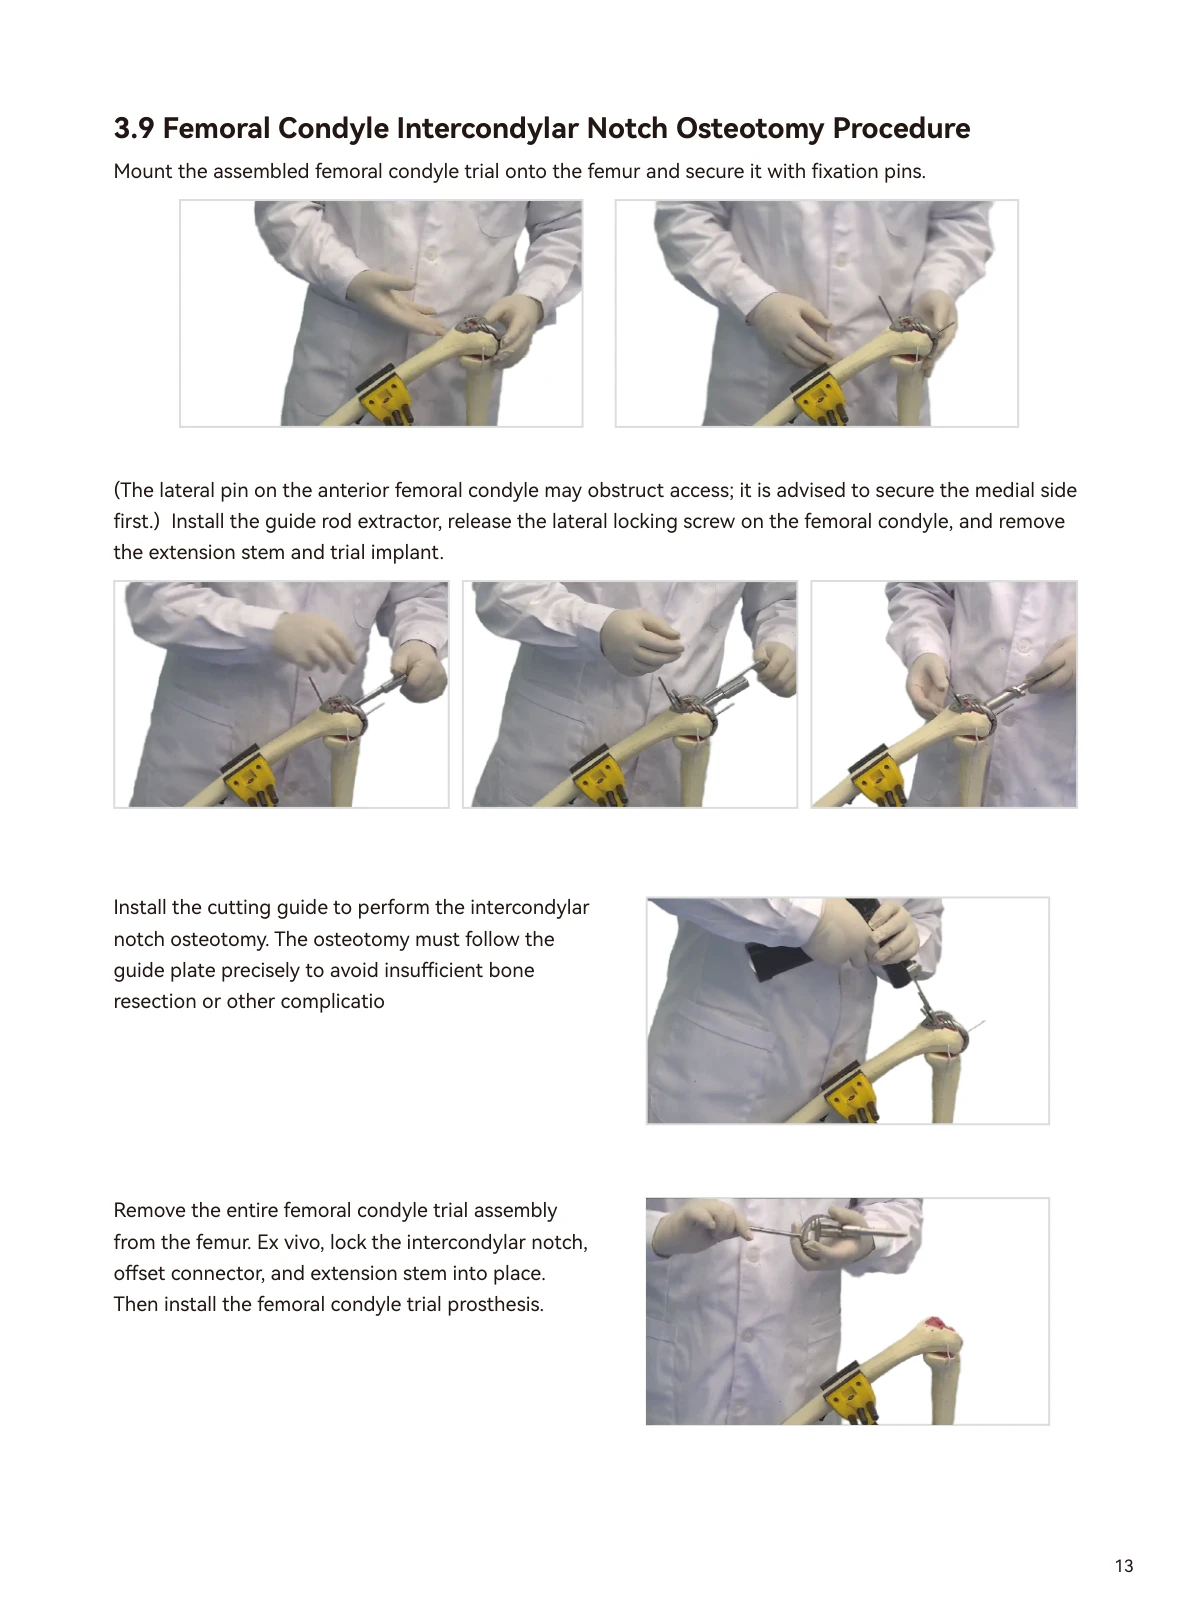 3.9 Femoral Condyle Intercondylar Notch Osteotomy Procedure
Mount the assembled femoral condyle trial onto the femur and secure it with fixation pins.
(The lateral pin on the anterior femoral condyle may obstruct access; it is advised to secure the medial side
first.) Install the guide rod extractor, release the lateral locking screw on the femoral condyle, and remove
the extension stem and trial implant.
Install the cutting guide to perform the intercondylar
notch osteotomy. The osteotomy must follow the
guide plate precisely to avoid insufficient bone
resection or other complicatio
Remove the entire femoral condyle trial assembly
from the femur. Ex vivo, lock the intercondylar notch,
offset connector, and extension stem into place.
Then install the femoral condyle trial prosthesis.
13